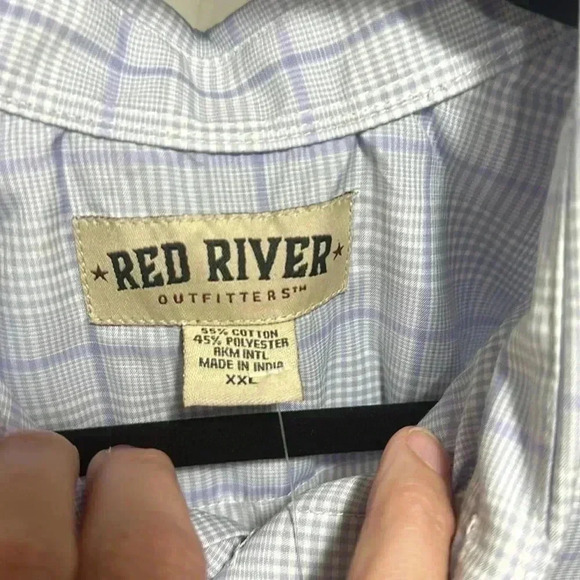 ★RED RIVER★
OUTFITTERS™
55% COTTON
45% POLYESTER
RKM INTL
MADE IN INDIA
XXL